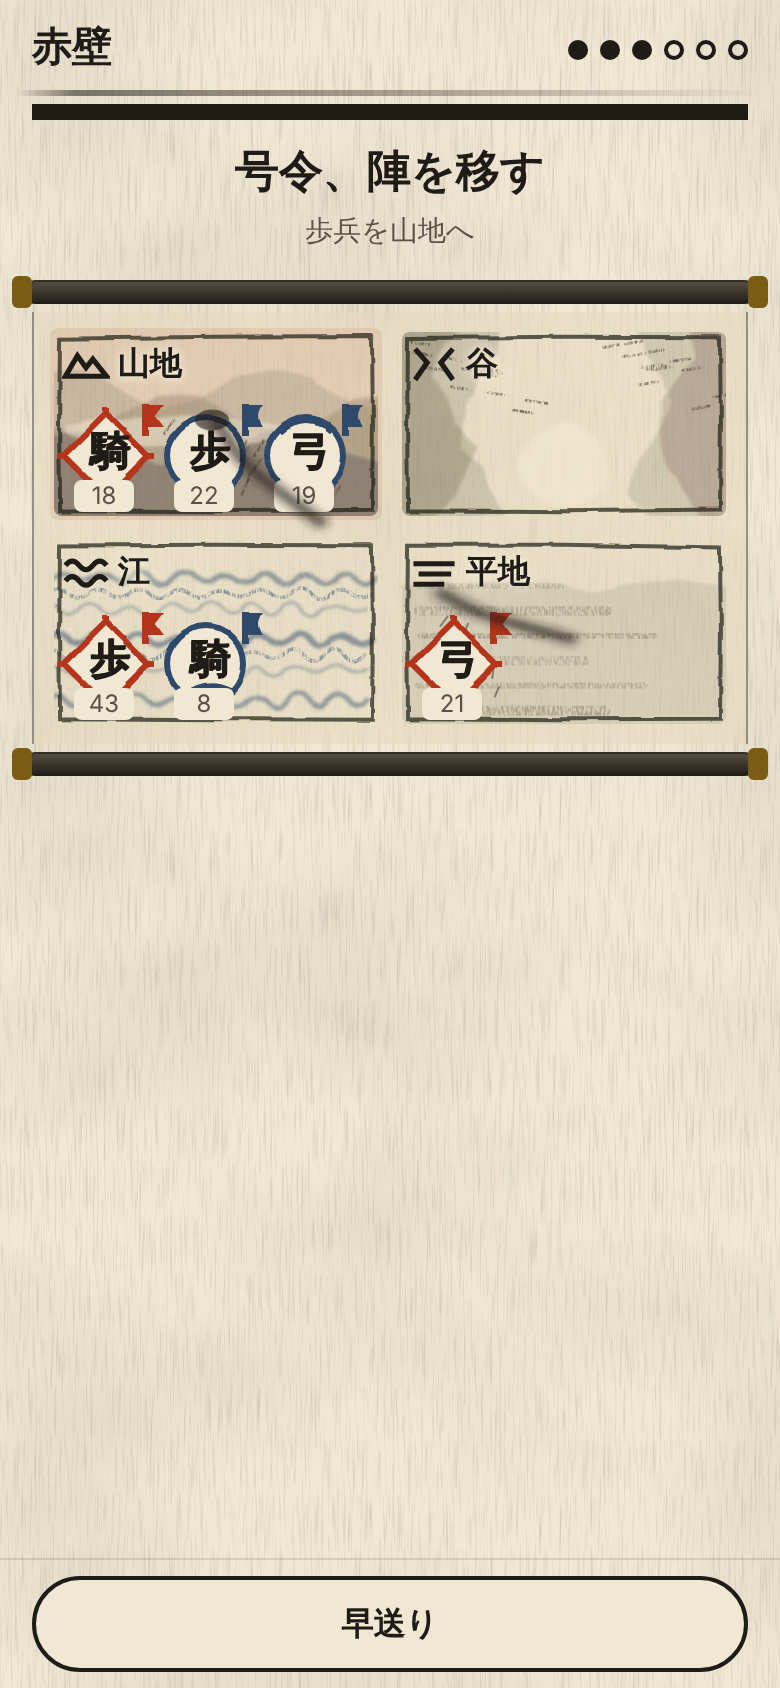 赤壁
号令、陣を移す
歩兵を山地へ
山地
騎 歩 弓
18 22 19
谷
江
歩 騎
43 8
平地
弓
21
早送り